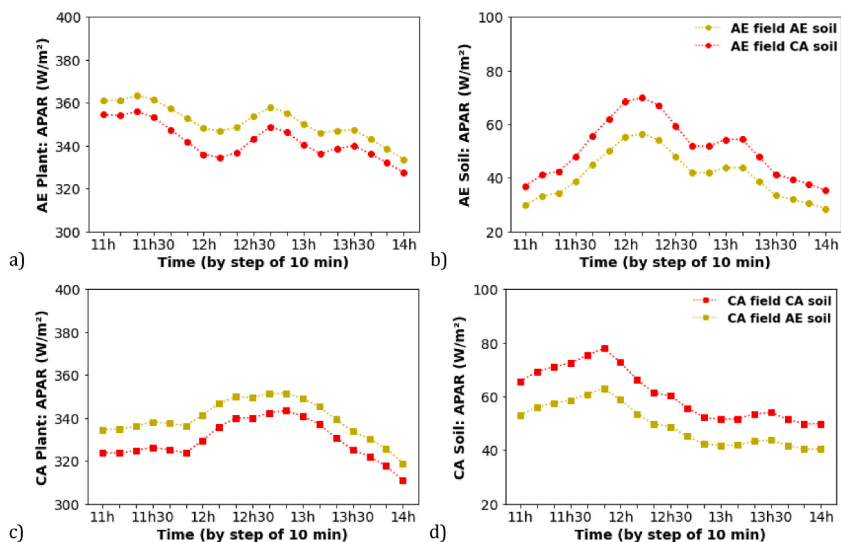 400
380
360
340
320
300
AE Plant: APAR (W/m²)
11h 11h30 12h 12h30 13h 13h30 14h
Time (by step of 10 min)
a)
100
80
60
40
20
AE Soil: APAR (W/m²)
AE field AE soil
AE field CA soil
11h 11h30 12h 12h30 13h 13h30 14h
Time (by step of 10 min)
b)
400
380
360
340
320
300
CA Plant: APAR (W/m²)
11h 11h30 12h 12h30 13h 13h30 14h
Time (by step of 10 min)
c)
100
80
60
40
20
CA Soil: APAR (W/m²)
CA field CA soil
CA field AE soil
11h 11h30 12h 12h30 13h 13h30 14h
Time (by step of 10 min)
d)